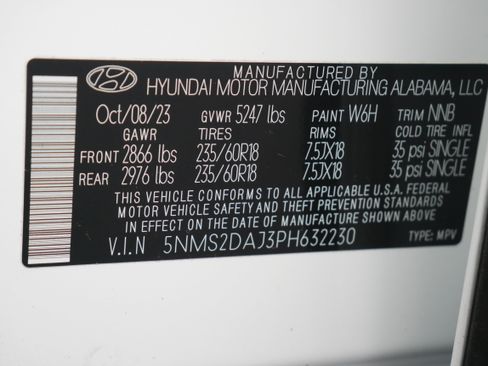 MANUFACTURED BY
HYUNDAI MOTOR MANUFACTURING ALABAMA, LLC
Oct/08/23 GVWR 5247 lbs PAINT W6H TRIM NNB
GAWR TIRES RIMS COLD TIRE INFL
FRONT 2866 lbs 235/60R18 7.5JX18 35 psi SINGLE
REAR 2976 lbs 235/60R18 7.5JX18 35 psi SINGLE
THIS VEHICLE CONFORMS TO ALL APPLICABLE U.S.A. FEDERAL
MOTOR VEHICLE SAFETY AND THEFT PREVENTION STANDARDS
IN EFFECT ON THE DATE OF MANUFACTURE SHOWN ABOVE.
V.I.N 5NMS2DAJ3PH632230 TYPE: MPV